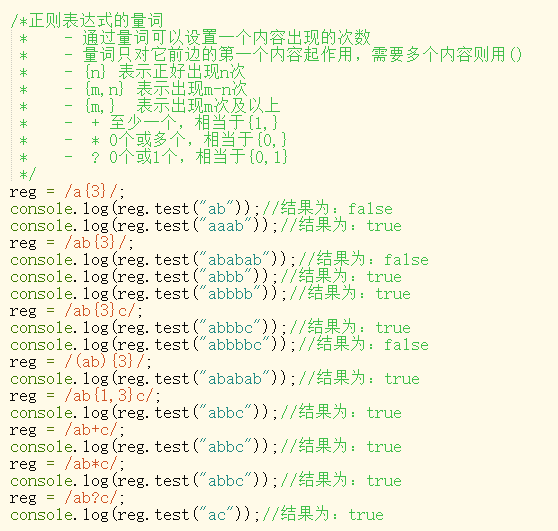 /*正则表达式的量词
 *   - 通过量词可以设置一个内容出现的次数
 *   - 量词只对它前边的第一个内容起作用，需要多个内容则用()
 *   - {n} 表示正好出现n次
 *   - {m,n} 表示出现m-n次
 *   - {m,}  表示出现m次及以上
 *   -  + 至少一个，相当于{1,}
 *   -  * 0个或多个，相当于{0,}
 *   -  ? 0个或1个，相当于{0,1}
 */
reg = /a{3}/;
console.log(reg.test("ab"));//结果为：false
console.log(reg.test("aaab"));//结果为：true
reg = /ab{3}/;
console.log(reg.test("ababab"));//结果为：false
console.log(reg.test("abbb"));//结果为：true
console.log(reg.test("abbbb"));//结果为：true
reg = /ab{3}c/;
console.log(reg.test("abbbc"));//结果为：true
console.log(reg.test("abbbbc"));//结果为：false
reg = /(ab){3}/;
console.log(reg.test("ababab"));//结果为：true
reg = /ab{1,3}c/;
console.log(reg.test("abbc"));//结果为：true
reg = /ab+c/;
console.log(reg.test("abbc"));//结果为：true
reg = /ab*c/;
console.log(reg.test("abbc"));//结果为：true
reg = /ab?c/;
console.log(reg.test("ac"));//结果为：true